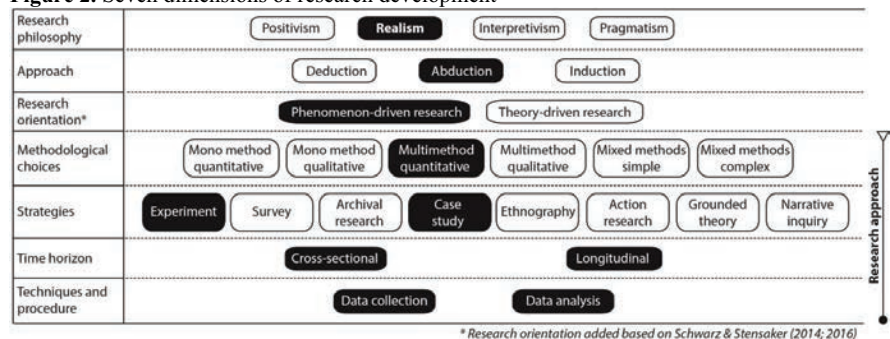 Figure 2. Seven dimensions of research development
Research
philosophy
Positivism
Realism
Interpretivism
Pragmatism
Approach
Deduction
Abduction
Induction
Research
orientation*
Phenomenon-driven research
Theory-driven research
Methodological
choices
Mono method
quantitative
Mono method
qualitative
Multimethod
quantitative
Multimethod
qualitative
Mixed methods
simple
Mixed methods
complex
Strategies
Experiment
Survey
Archival
research
Case
study
Ethnography
Action
research
Grounded
theory
Narrative
inquiry
Time horizon
Cross-sectional
Longitudinal
Techniques and
procedure
Data collection
Data analysis
Research approach
* Research orientation added based on Schwarz & Stensaker (2014; 2016)